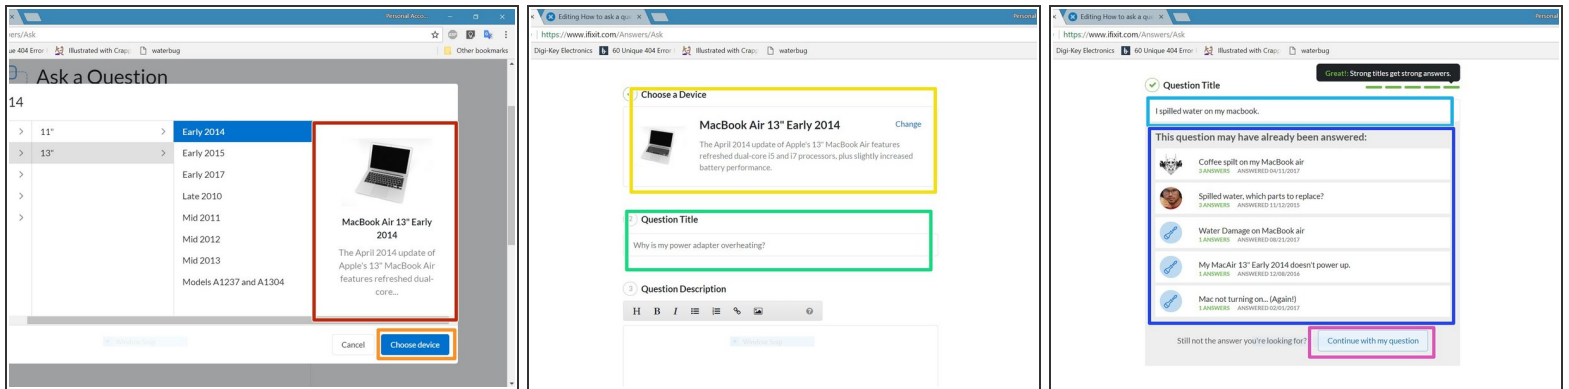 Personal Acco...
ers/Ask
ue 404 Error
Illustrated with Crap
waterbug
Other bookmarks
Ask a Question
14
11"
Early 2014
13"
Early 2015
Early 2017
Late 2010
Mid 2011
Mid 2012
Mid 2013
Models A1237 and A1304
MacBook Air 13" Early
2014
The April 2014 update of
Apple's 13" MacBook Air
features refreshed dual-
core...
Cancel
Choose device
Editing How to ask a que
Personal
https://www.ifixit.com/Answers/Ask
Digi-Key Electronics
60 Unique 404 Error
Illustrated with Crap
waterbug
Choose a Device
MacBook Air 13" Early 2014
Change
The April 2014 update of Apple's 13" MacBook Air features
refreshed dual-core i5 and i7 processors, plus slightly increased
battery performance.
2 Question Title
Why is my power adapter overheating?
3 Question Description
H B I
Editing How to ask a que
Personal
https://www.ifixit.com/Answers/Ask
Digi-Key Electronics
60 Unique 404 Error
Illustrated with Crap
waterbug
Great!: Strong titles get strong answers.
Question Title
I spilled water on my macbook.
This question may have already been answered:
Coffee spilt on my MacBook air
3 ANSWERS ANSWERED 04/11/2017
Spilled water, which parts to replace?
3 ANSWERS ANSWERED 11/12/2015
Water Damage on MacBook air
1 ANSWERS ANSWERED 08/21/2017
My MacAir 13" Early 2014 doesn't power up.
1 ANSWERS ANSWERED 12/08/2016
Mac not turning on... (Again!)
1 ANSWERS ANSWERED 02/01/2017
Still not the answer you're looking for?
Continue with my question